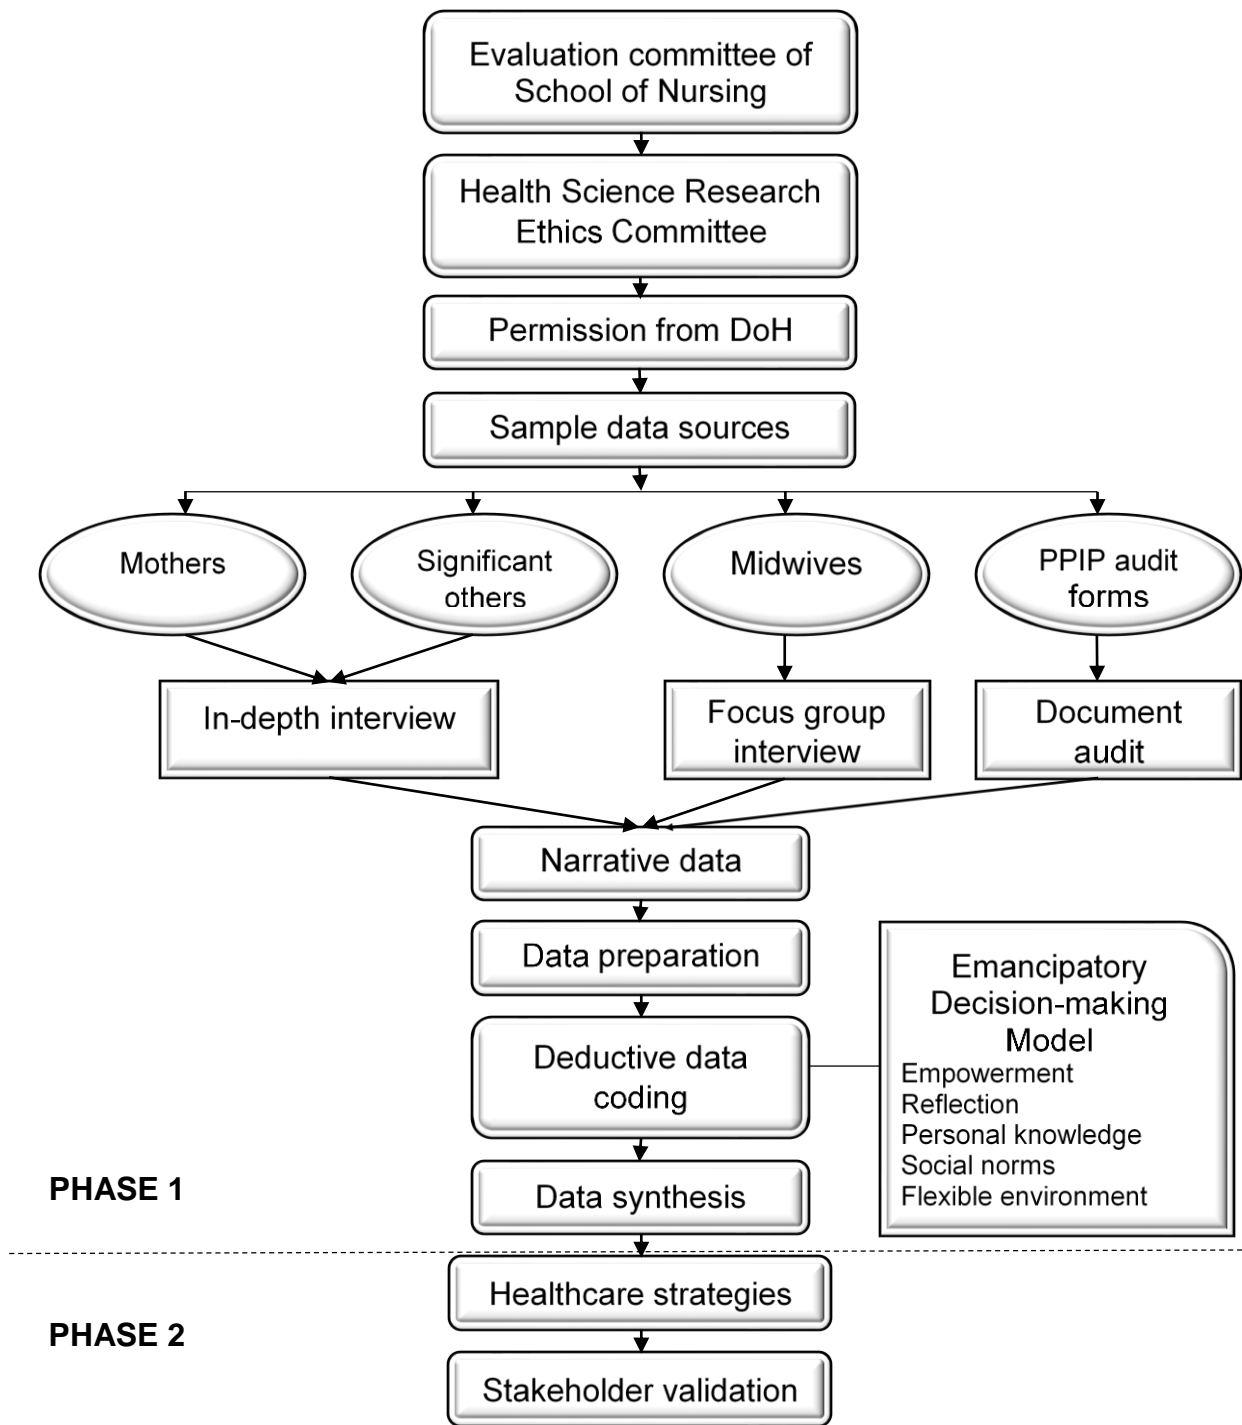 Evaluation committee of
School of Nursing
Health Science Research
Ethics Committee
Permission from DoH
Sample data sources
Mothers
Significant
others
Midwives
PPIP audit
forms
In-depth interview
Focus group
interview
Document
audit
Narrative data
Data preparation
Deductive data
coding
Emancipatory
Decision-making
Model
Empowerment
Reflection
Personal knowledge
Social norms
Flexible environment
PHASE 1
Data synthesis
Healthcare strategies
PHASE 2
Stakeholder validation